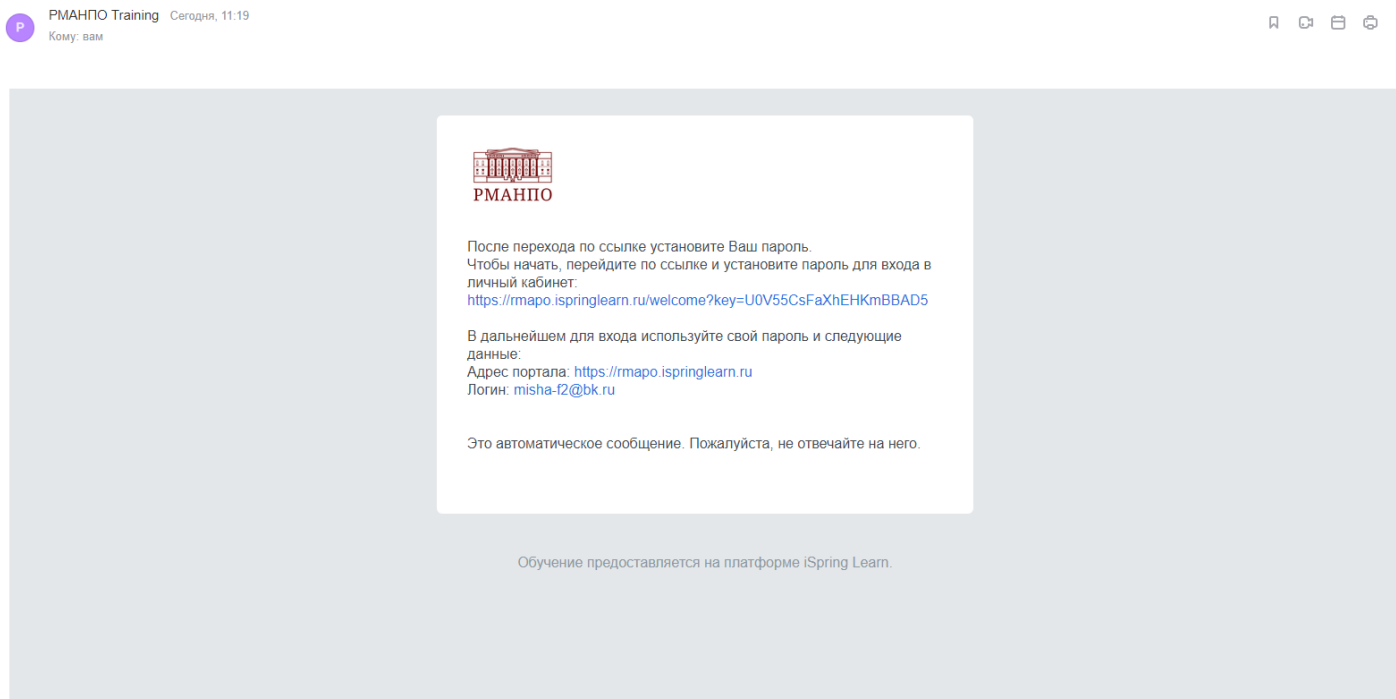 P
РМАНПО Training Сегодня, 11:19
Кому: вам
РМАНПО
После перехода по ссылке установите Ваш пароль.
Чтобы начать, перейдите по ссылке и установите пароль для входа в
личный кабинет:
https://rmapo.ispringlearn.ru/welcome?key=U0V55CsFaXhEHKmBBAD5
В дальнейшем для входа используйте свой пароль и следующие
данные:
Адрес портала: https://rmapo.ispringlearn.ru
Логин: misha-f2@bk.ru
Это автоматическое сообщение. Пожалуйста, не отвечайте на него.
Обучение предоставляется на платформе iSpring Learn.